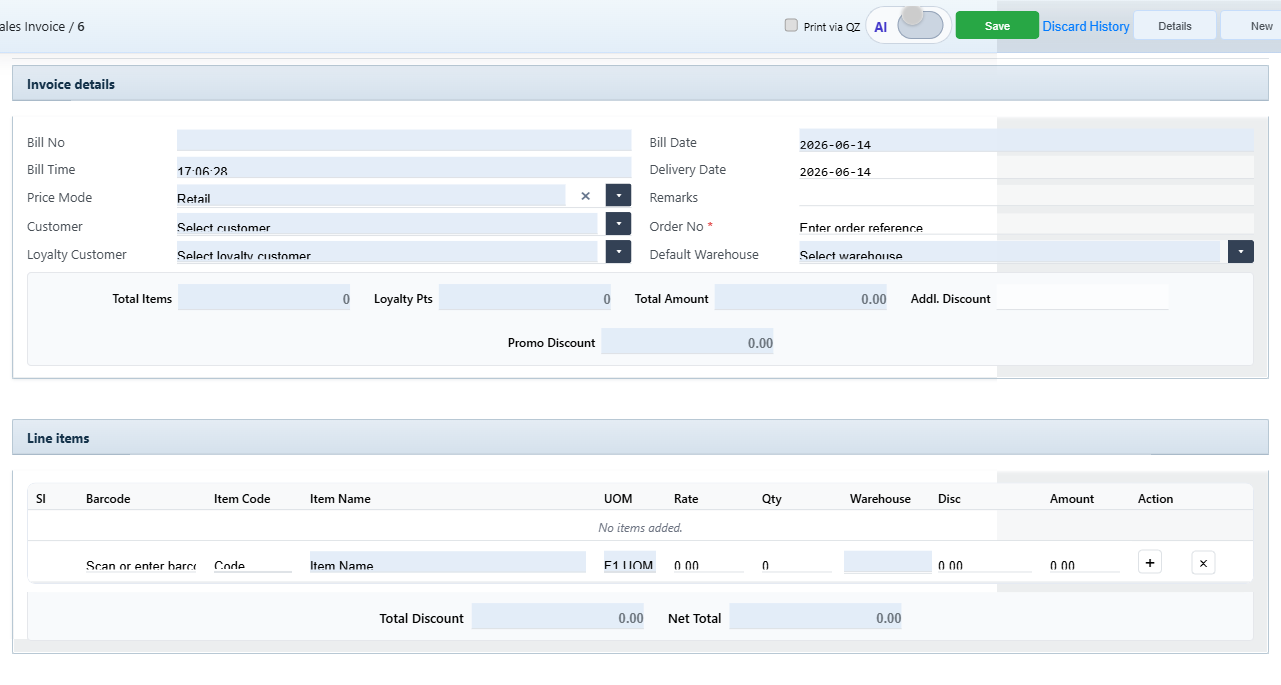 ales Invoice / 6
Print via QZ AI Save Discard History Details New
Invoice details
Bill No Bill Date 2026-06-14
Bill Time 17:06:28 Delivery Date 2026-06-14
Price Mode Retail × Remarks
Customer Select customer Order No * Enter order reference
Loyalty Customer Select loyalty customer Default Warehouse Select warehouse
Total Items 0 Loyalty Pts 0 Total Amount 0.00 Addl. Discount
Promo Discount 0.00
Line items
Sl Barcode Item Code Item Name UOM Rate Qty Warehouse Disc Amount Action
No items added.
Scan or enter barco Code Item Name F1 UOM 0.00 0 0.00 0.00 + ×
Total Discount 0.00 Net Total 0.00